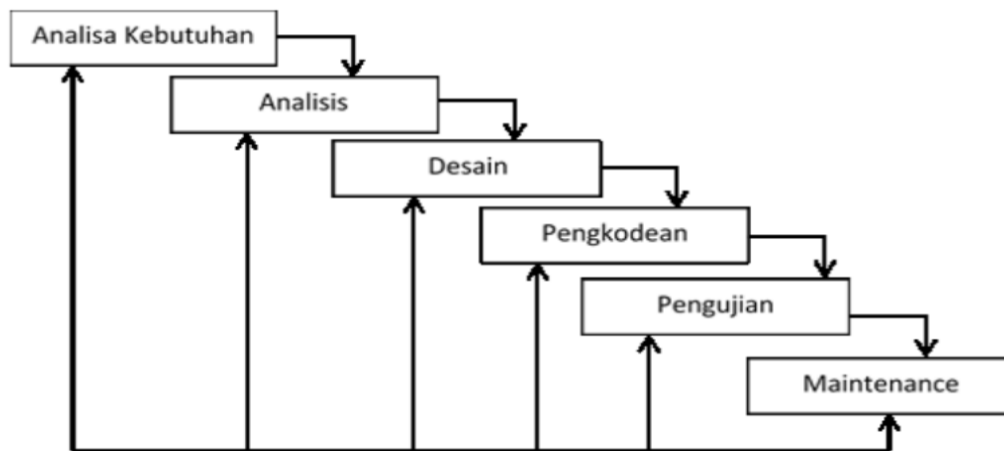 Analisa Kebutuhan
Analisis
Desain
Pengkodean
Pengujian
Maintenance